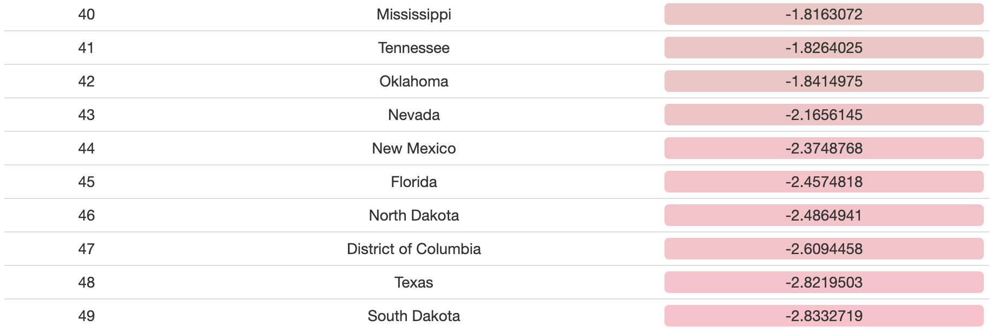 40 Mississippi -1.8163072
41 Tennessee -1.8264025
42 Oklahoma -1.8414975
43 Nevada -2.1656145
44 New Mexico -2.3748768
45 Florida -2.4574818
46 North Dakota -2.4864941
47 District of Columbia -2.6094458
48 Texas -2.8219503
49 South Dakota -2.8332719